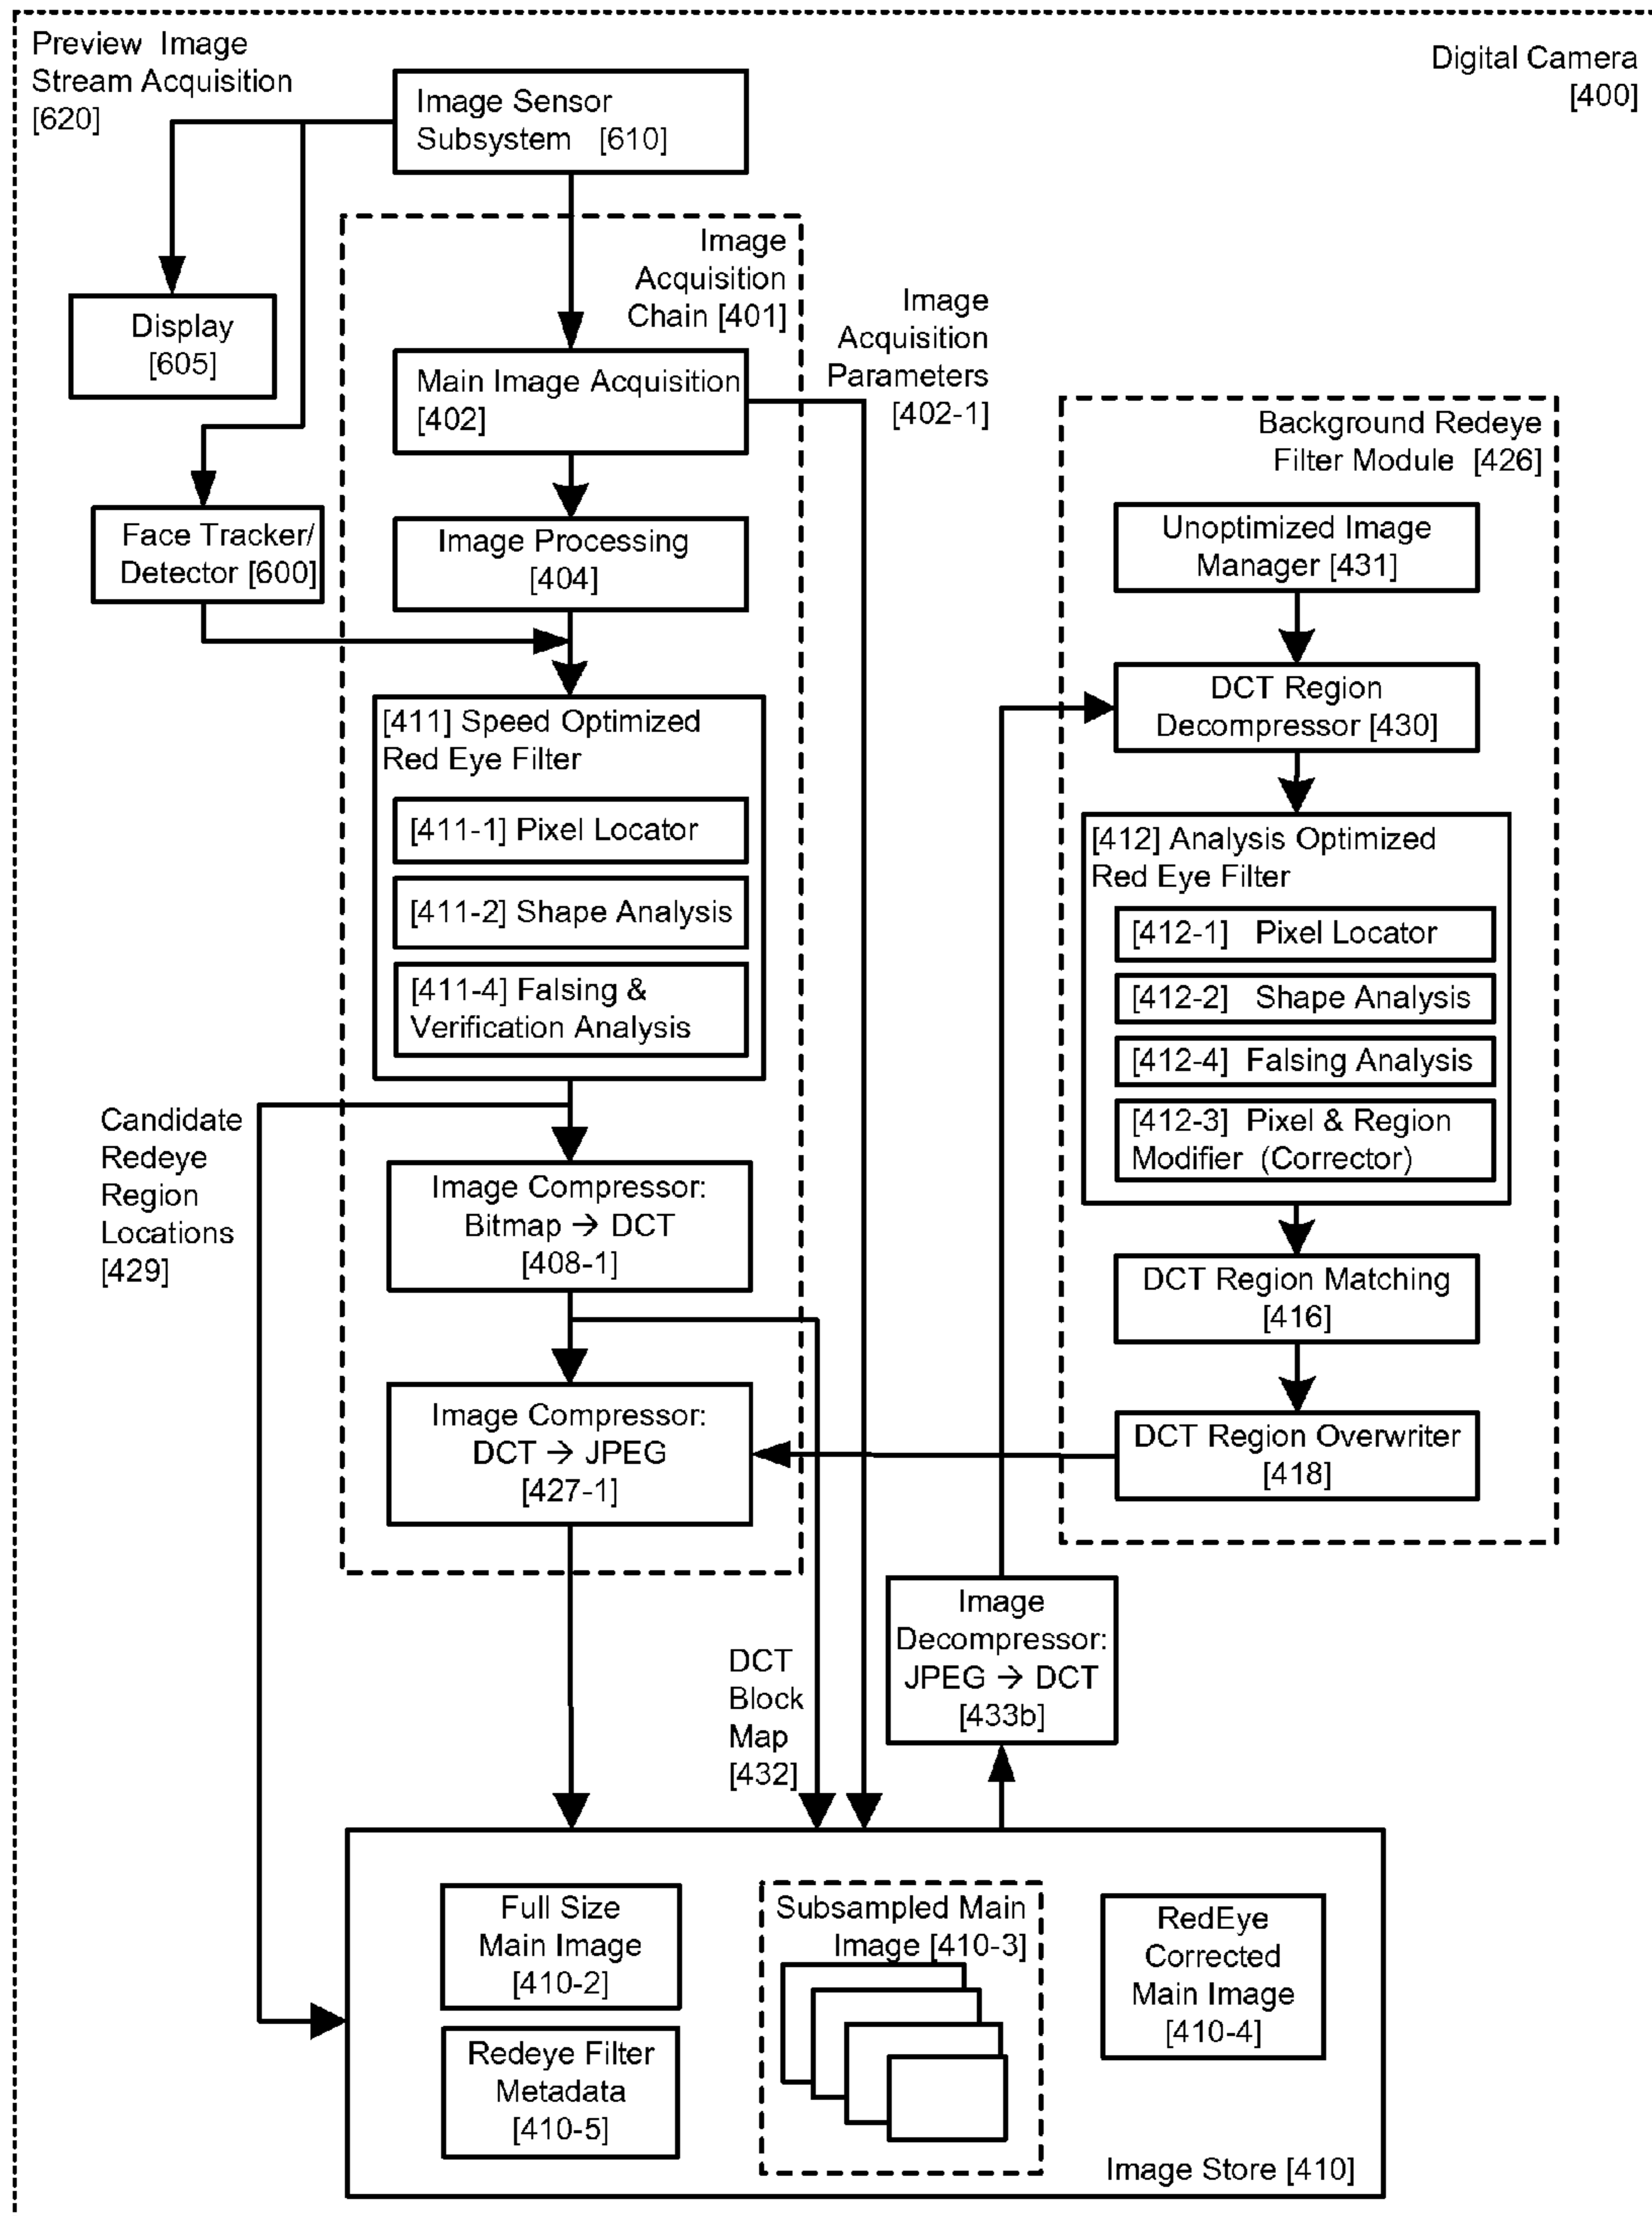 Preview Image
Stream Acquisition
[620]
Digital Camera
[400]
Image Sensor
Subsystem [610]
Image
Acquisition
Chain [401]
Display
[605]
Image
Acquisition
Parameters
[402-1]
Main Image Acquisition
[402]
Background Redeye
Filter Module [426]
Face Tracker/
Detector [600]
Image Processing
[404]
Unoptimized Image
Manager [431]
DCT Region
Decompressor [430]
[411] Speed Optimized
Red Eye Filter
[411-1] Pixel Locator
[411-2] Shape Analysis
[411-4] Falsing &
Verification Analysis
[412] Analysis Optimized
Red Eye Filter
[412-1] Pixel Locator
[412-2] Shape Analysis
[412-4] Falsing Analysis
[412-3] Pixel & Region
Modifier (Corrector)
Candidate
Redeye
Region
Locations
[429]
Image Compressor:
Bitmap → DCT
[408-1]
DCT Region Matching
[416]
Image Compressor:
DCT → JPEG
[427-1]
DCT Region Overwriter
[418]
DCT
Block
Map
[432]
Image
Decompressor:
JPEG → DCT
[433b]
Full Size
Main Image
[410-2]
Redeye Filter
Metadata
[410-5]
Subsampled Main
Image [410-3]
RedEye
Corrected
Main Image
[410-4]
Image Store [410]